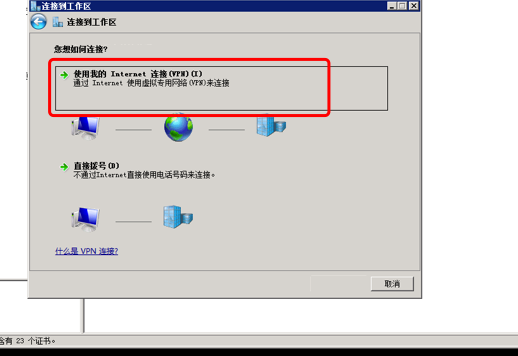 连接到工作区
连接到工作区
您想如何连接?
使用我的 Internet 连接(VPN)(I)
通过 Internet 使用虚拟专用网络(VPN)来连接
直接拨号(D)
不通过Internet直接使用电话号码来连接。
什么是 VPN 连接?
取消
含有 23 个证书。